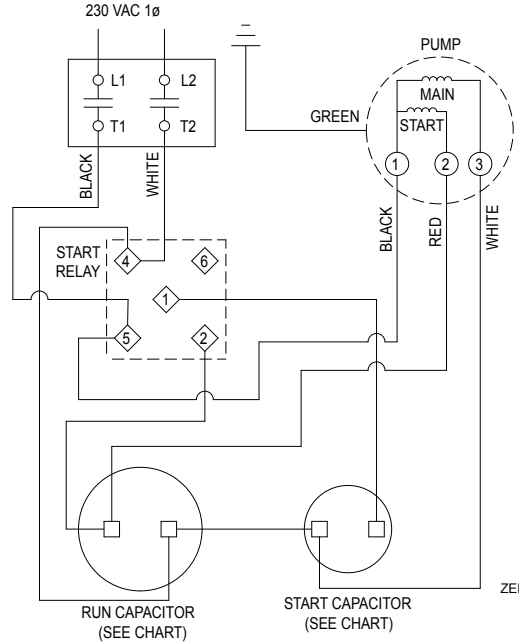 230 VAC 1ø
PUMP
L1
L2
MAIN
GREEN
START
T1
T2
1
2
3
BLACK
WHITE
BLACK
RED
WHITE
START
RELAY
4
6
1
5
2
RUN CAPACITOR
(SEE CHART)
START CAPACITOR
(SEE CHART)